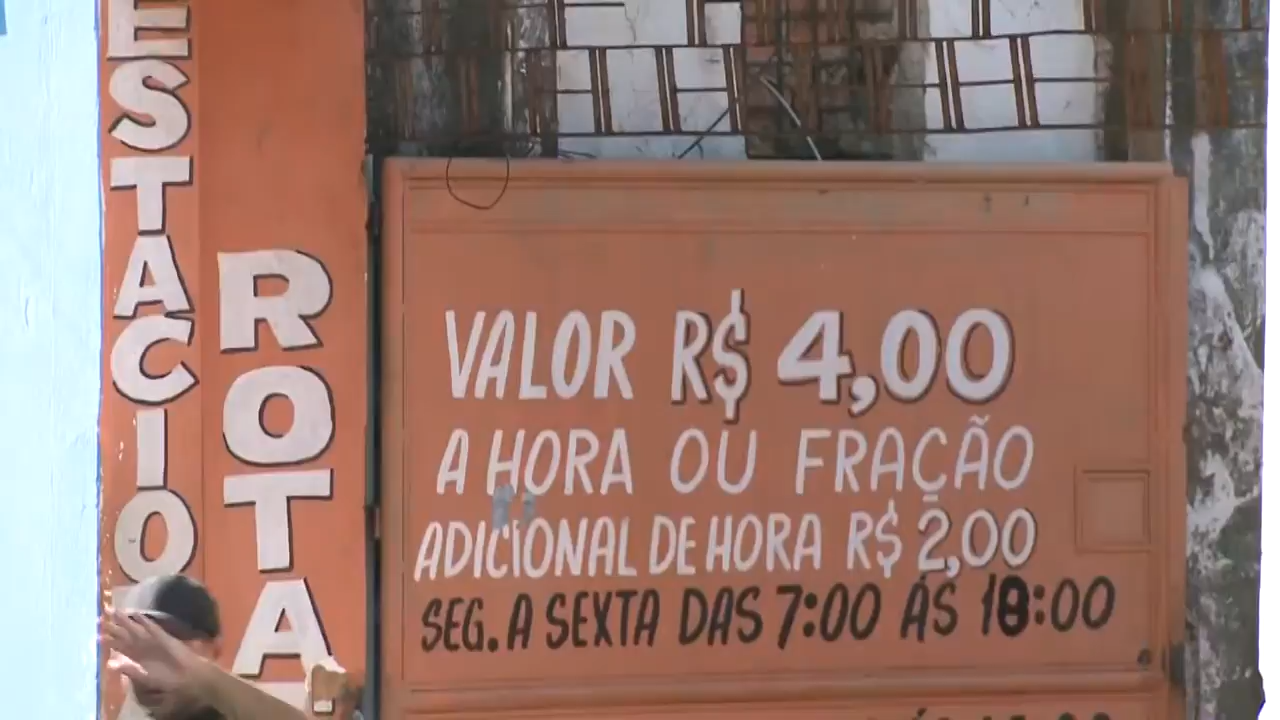 ESTACIO
ROTA
VALOR R$ 4,00
A HORA OU FRAÇÃO
ADICIONAL DE HORA R$ 2,00
SEG. A SEXTA DAS 7:00 ÁS 18:00